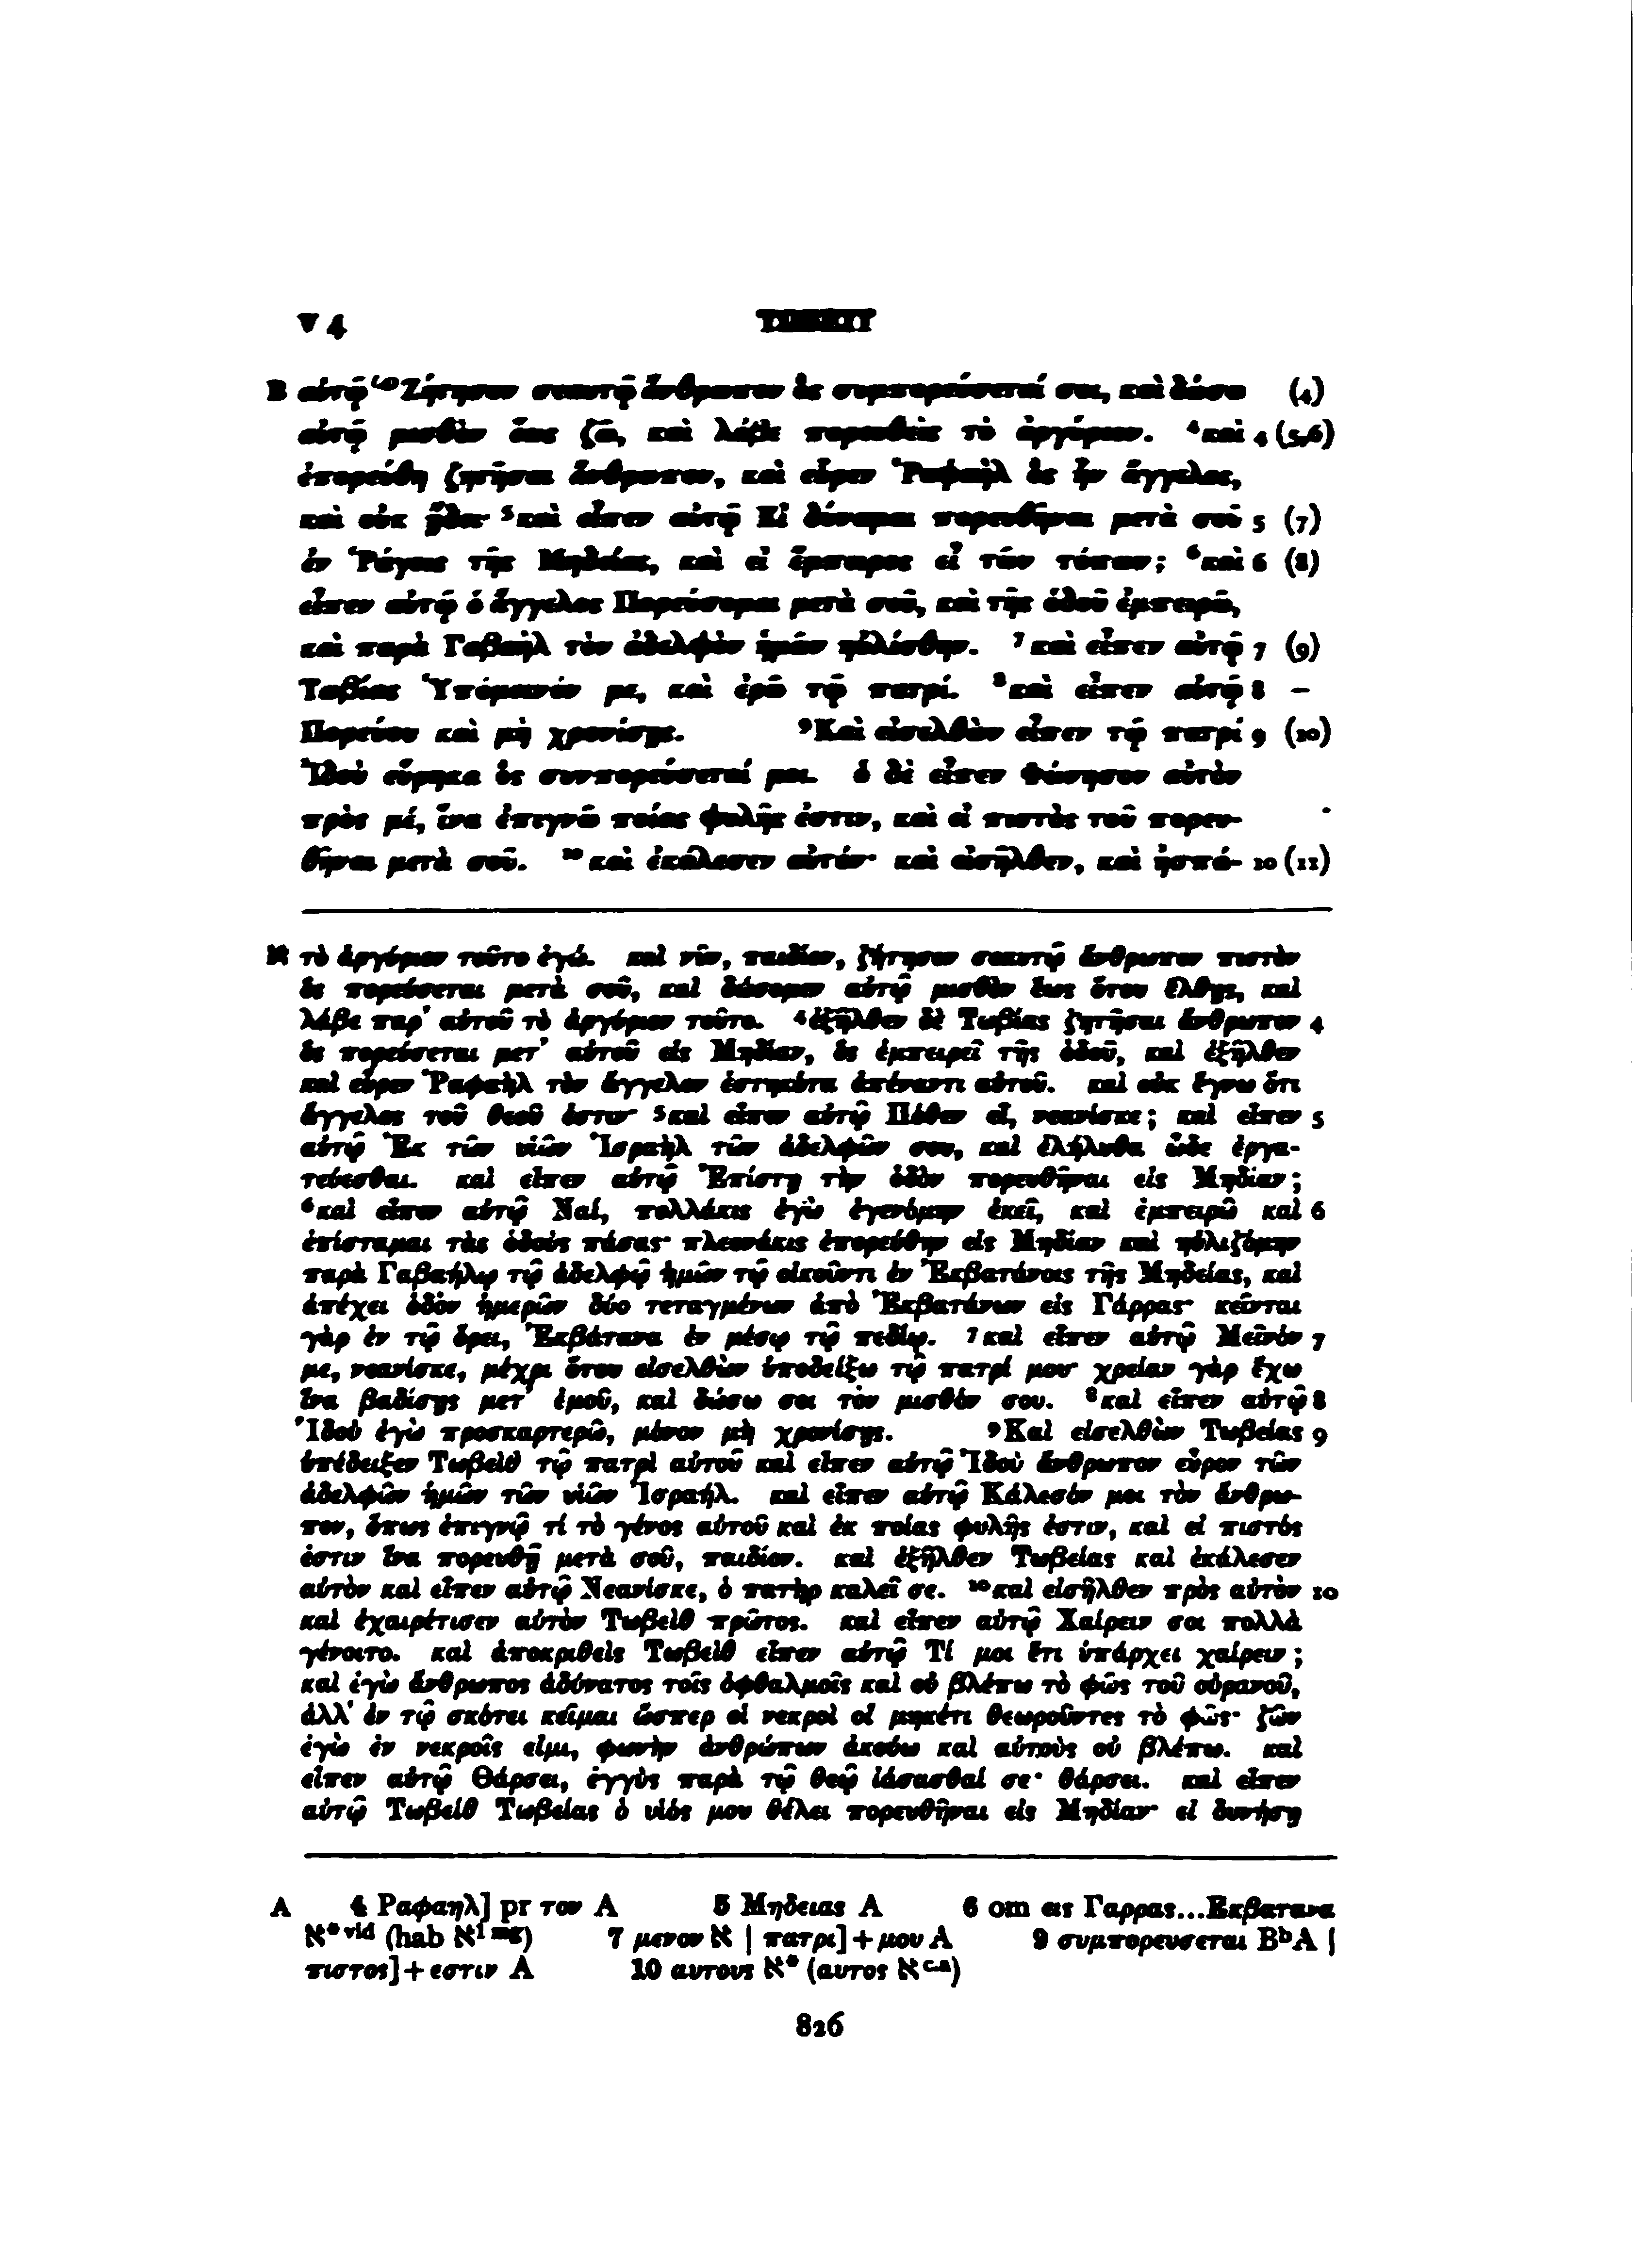 V 4 ΤΩΒΕΙΤ
B αὐτῷ ⁽⁴⁾Ζήτησον σεαυτῷ ἄνθρωπον ὃς συμπορεύσεταί σοι, καὶ δώσω (4)
αὐτῷ μισθὸν ἕως ζῶ, καὶ λάβε πορευθεὶς τὸ ἀργύριον. ⁴καὶ 4 (5,6)
ἐπορεύθη ζητῆσαι ἄνθρωπον, καὶ εὗρεν Ῥαφαὴλ ὃς ἦν ἄγγελος,
καὶ οὐκ ᾔδει· ⁵καὶ εἶπεν αὐτῷ Εἰ δύναμαι πορευθῆναι μετὰ σοῦ 5 (7)
ἐν Ῥάγοις τῆς Μηδίας, καὶ εἰ ἔμπειρος εἶ τῶν τόπων; ⁶καὶ 6 (8)
εἶπεν αὐτῷ ὁ ἄγγελος Πορεύσομαι μετὰ σοῦ, καὶ τῆς ὁδοῦ ἐμπειρῶ,
καὶ παρὰ Γαβαὴλ τὸν ἀδελφὸν ἡμῶν ηὐλίσθην. ⁷καὶ εἶπεν αὐτῷ 7 (9)
Τωβίας Ὑπόμεινόν με, καὶ ἐρῶ τῷ πατρί. ⁸καὶ εἶπεν αὐτῷ 8 –
Πορεύου καὶ μὴ χρονίσῃς. ⁹Καὶ εἰσελθὼν εἶπεν τῷ πατρί 9 (10)
Ἰδοὺ εὕρηκα ὃς συνπορεύσεταί μοι. ὁ δὲ εἶπεν Φώνησον αὐτὸν
πρὸς μέ, ἵνα ἐπιγνῶ ποίας φυλῆς ἐστιν, καὶ εἰ πιστὸς τοῦ πορευ-
θῆναι μετὰ σοῦ. ¹⁰καὶ ἐκάλεσεν αὐτόν· καὶ εἰσῆλθεν, καὶ ἠσπά- 10 (11)
א τὸ ἀργύριον τοῦτο ἐγώ. καὶ νῦν, παιδίον, ζήτησον σεαυτῷ ἄνθρωπον πιστὸν
ὃς πορεύσεται μετὰ σοῦ, καὶ δώσομεν αὐτῷ μισθὸν ἕως ὅτου ἔλθῃς, καὶ
λάβε παρ᾽ αὐτοῦ τὸ ἀργύριον τοῦτο. ⁴ἐξῆλθεν δὲ Τωβίας ζητῆσαι ἄνθρωπον 4
ὃς πορεύσεται μετ᾽ αὐτοῦ εἰς Μηδίαν, ὃς ἐμπειρεῖ τῆς ὁδοῦ, καὶ ἐξῆλθεν
καὶ εὗρεν Ῥαφαὴλ τὸν ἄγγελον ἑστηκότα ἀπέναντι αὐτοῦ. καὶ οὐκ ἔγνω ὅτι
ἄγγελος τοῦ θεοῦ ἐστιν· ⁵καὶ εἶπεν αὐτῷ Πόθεν εἶ, νεανίσκε; καὶ εἶπεν 5
αὐτῷ Ἐκ τῶν υἱῶν Ἰσραὴλ τῶν ἀδελφῶν σου, καὶ ἐλήλυθα ὧδε ἐργα-
τεύεσθαι. καὶ εἶπεν αὐτῷ Ἐπίστῃ τὴν ὁδὸν πορευθῆναι εἰς Μηδίαν;
⁶καὶ εἶπεν αὐτῷ Ναί, πολλάκις ἐγὼ ἐγενόμην ἐκεῖ, καὶ ἐμπειρῶ καὶ 6
ἐπίσταμαι τὰς ὁδοὺς πάσας· πλεονάκις ἐπορεύθην εἰς Μηδίαν καὶ ηὐλιζόμην
παρὰ Γαβαήλῳ τῷ ἀδελφῷ ἡμῶν τῷ οἰκοῦντι ἐν Ἐκβατάνοις τῆς Μηδείας, καὶ
ἀπέχει ὁδὸν ἡμερῶν δύο τεταγμένων ἀπὸ Ἐκβατάνων εἰς Γάρρας· κεῖνται
γὰρ ἐν τῷ ὄρει, Ἐκβάτανα ἐν μέσῳ τῷ πεδίῳ. ⁷καὶ εἶπεν αὐτῷ Μεῖνόν 7
με, νεανίσκε, μέχρι ὅτου εἰσελθὼν ὑποδείξω τῷ πατρί μου· χρείαν γὰρ ἔχω
ἵνα βαδίσῃς μετ᾽ ἐμοῦ, καὶ δώσω σοι τὸν μισθόν σου. ⁸καὶ εἶπεν αὐτῷ 8
Ἰδοὺ ἐγὼ προσκαρτερῶ, μόνον μὴ χρονίσῃς. ⁹Καὶ εἰσελθὼν Τωβείας 9
ὑπέδειξεν Τωβεὶθ τῷ πατρὶ αὐτοῦ καὶ εἶπεν αὐτῷ Ἰδοὺ ἄνθρωπον εὗρον τῶν
ἀδελφῶν ἡμῶν τῶν υἱῶν Ἰσραήλ. καὶ εἶπεν αὐτῷ Κάλεσόν μοι τὸν ἄνθρω-
πον, ὅπως ἐπιγνῶ τί τὸ γένος αὐτοῦ καὶ ἐκ ποίας φυλῆς ἐστιν, καὶ εἰ πιστός
ἐστιν ἵνα πορευθῇ μετὰ σοῦ, παιδίον. καὶ ἐξῆλθεν Τωβείας καὶ ἐκάλεσεν
αὐτὸν καὶ εἶπεν αὐτῷ Νεανίσκε, ὁ πατὴρ καλεῖ σε. ¹⁰καὶ εἰσῆλθεν πρὸς αὐτὸν 10
καὶ ἐχαιρέτισεν αὐτὸν Τωβεὶθ πρῶτος. καὶ εἶπεν αὐτῷ Χαίρειν σοι πολλὰ
γένοιτο. καὶ ἀποκριθεὶς Τωβεὶθ εἶπεν αὐτῷ Τί μοι ἔτι ὑπάρχει χαίρειν;
καὶ ἐγὼ ἄνθρωπος ἀδύνατος τοῖς ὀφθαλμοῖς καὶ οὐ βλέπω τὸ φῶς τοῦ οὐρανοῦ,
ἀλλ᾽ ἐν τῷ σκότει κεῖμαι ὥσπερ οἱ νεκροὶ οἱ μηκέτι θεωροῦντες τὸ φῶς· ζῶν
ἐγὼ ἐν νεκροῖς εἰμι, φωνὴν ἀνθρώπων ἀκούω καὶ αὐτοὺς οὐ βλέπω. καὶ
εἶπεν αὐτῷ Θάρσει, ἐγγὺς παρὰ τῷ θεῷ ἰάσασθαί σε· θάρσει. καὶ εἶπεν
αὐτῷ Τωβείθ Τωβείας ὁ υἱός μου θέλει πορευθῆναι εἰς Μηδίαν· εἰ δυνήσῃ
A 4 Ραφαηλ] pr τον A 5 Μηδειας A 6 om εις Γαρρας...Εκβατανα
א*ᵛⁱᵈ (hab א¹ ᵐᵍ) 7 μενον א | πατρι] + μου A 9 συμπορευσεται BᵇA |
πιστος] + εστιν A 10 αυτους א* (αυτος אᶜ·ᵃ)
826